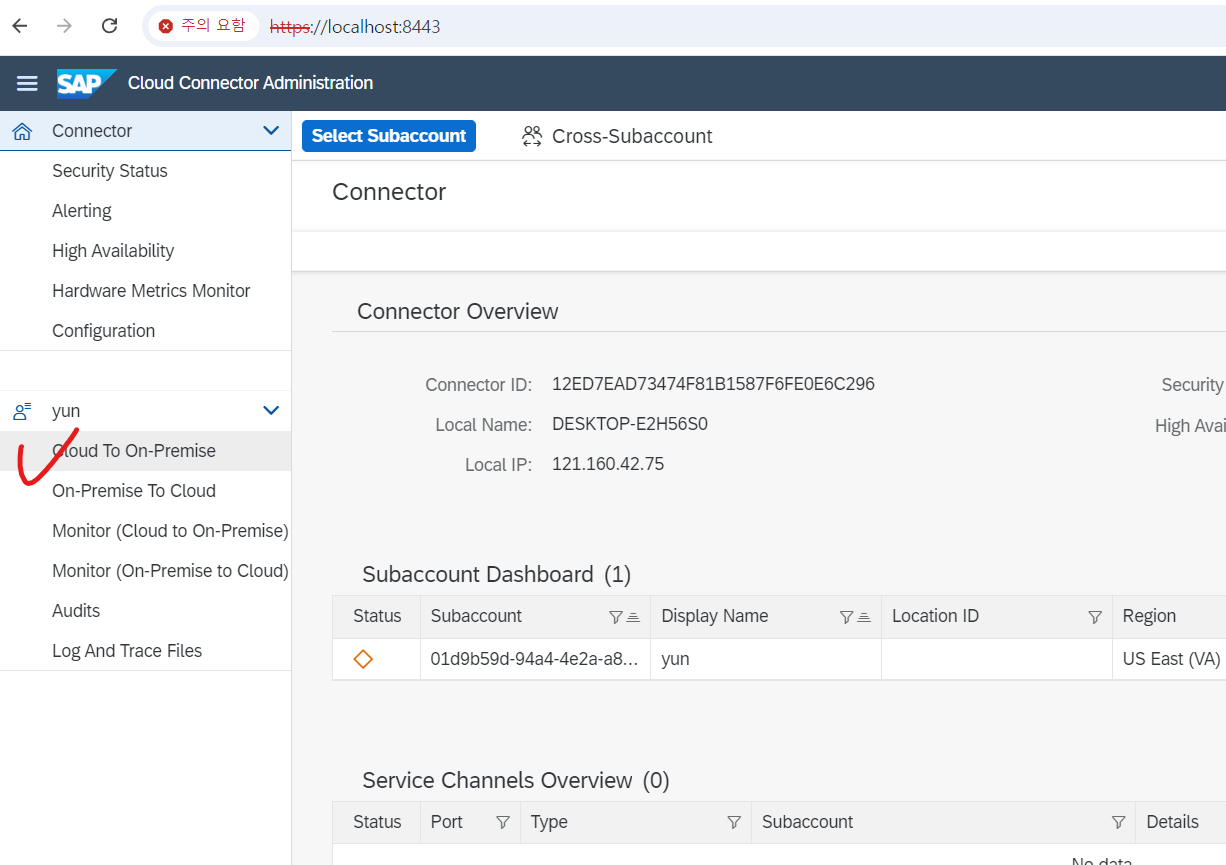 주의 요함 https://localhost:8443
SAP Cloud Connector Administration
Connector
Security Status
Alerting
High Availability
Hardware Metrics Monitor
Configuration
yun
Cloud To On-Premise
On-Premise To Cloud
Monitor (Cloud to On-Premise)
Monitor (On-Premise to Cloud)
Audits
Log And Trace Files
Select Subaccount Cross-Subaccount
Connector
Connector Overview
Connector ID: 12ED7EAD73474F81B1587F6FE0E6C296 Security
Local Name: DESKTOP-E2H56S0 High Avai
Local IP: 121.160.42.75
Subaccount Dashboard (1)
Status Subaccount Display Name Location ID Region
01d9b59d-94a4-4e2a-a8... yun US East (VA)
Service Channels Overview (0)
Status Port Type Subaccount Details
No data